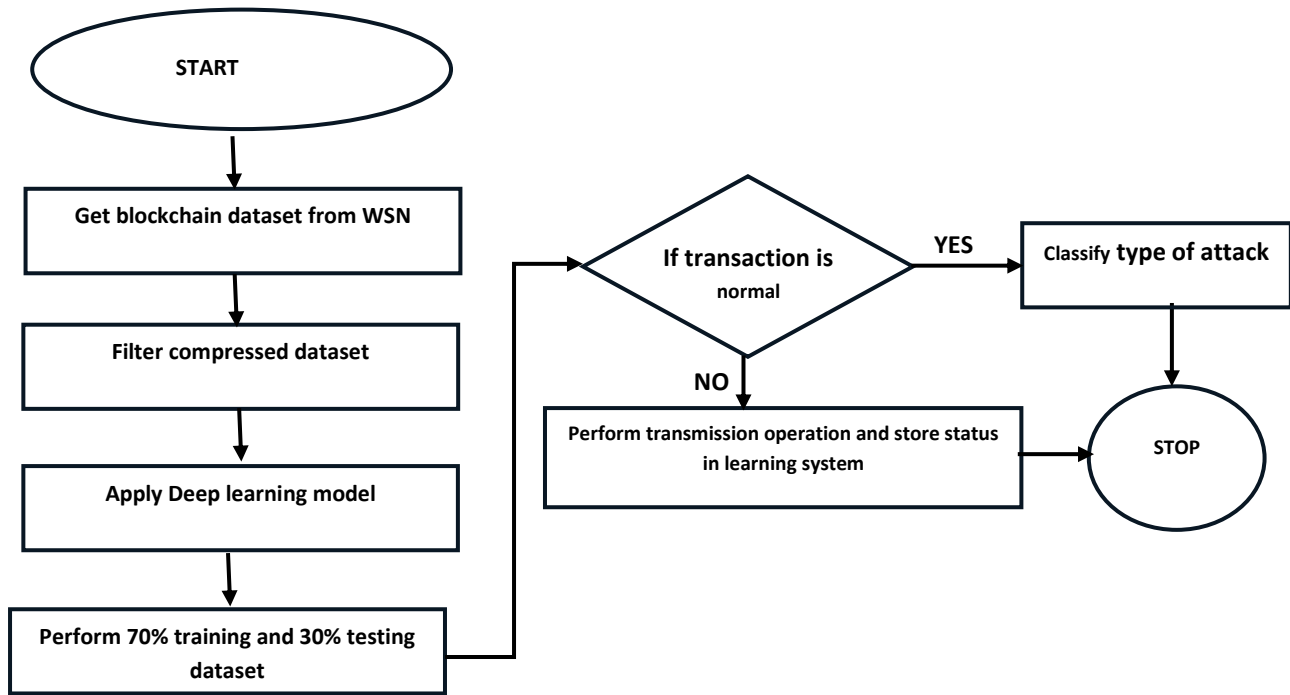 START
Get blockchain dataset from WSN
Filter compressed dataset
Apply Deep learning model
Perform 70% training and 30% testing
dataset
If transaction is
normal
YES
Classify type of attack
NO
Perform transmission operation and store status
in learning system
STOP